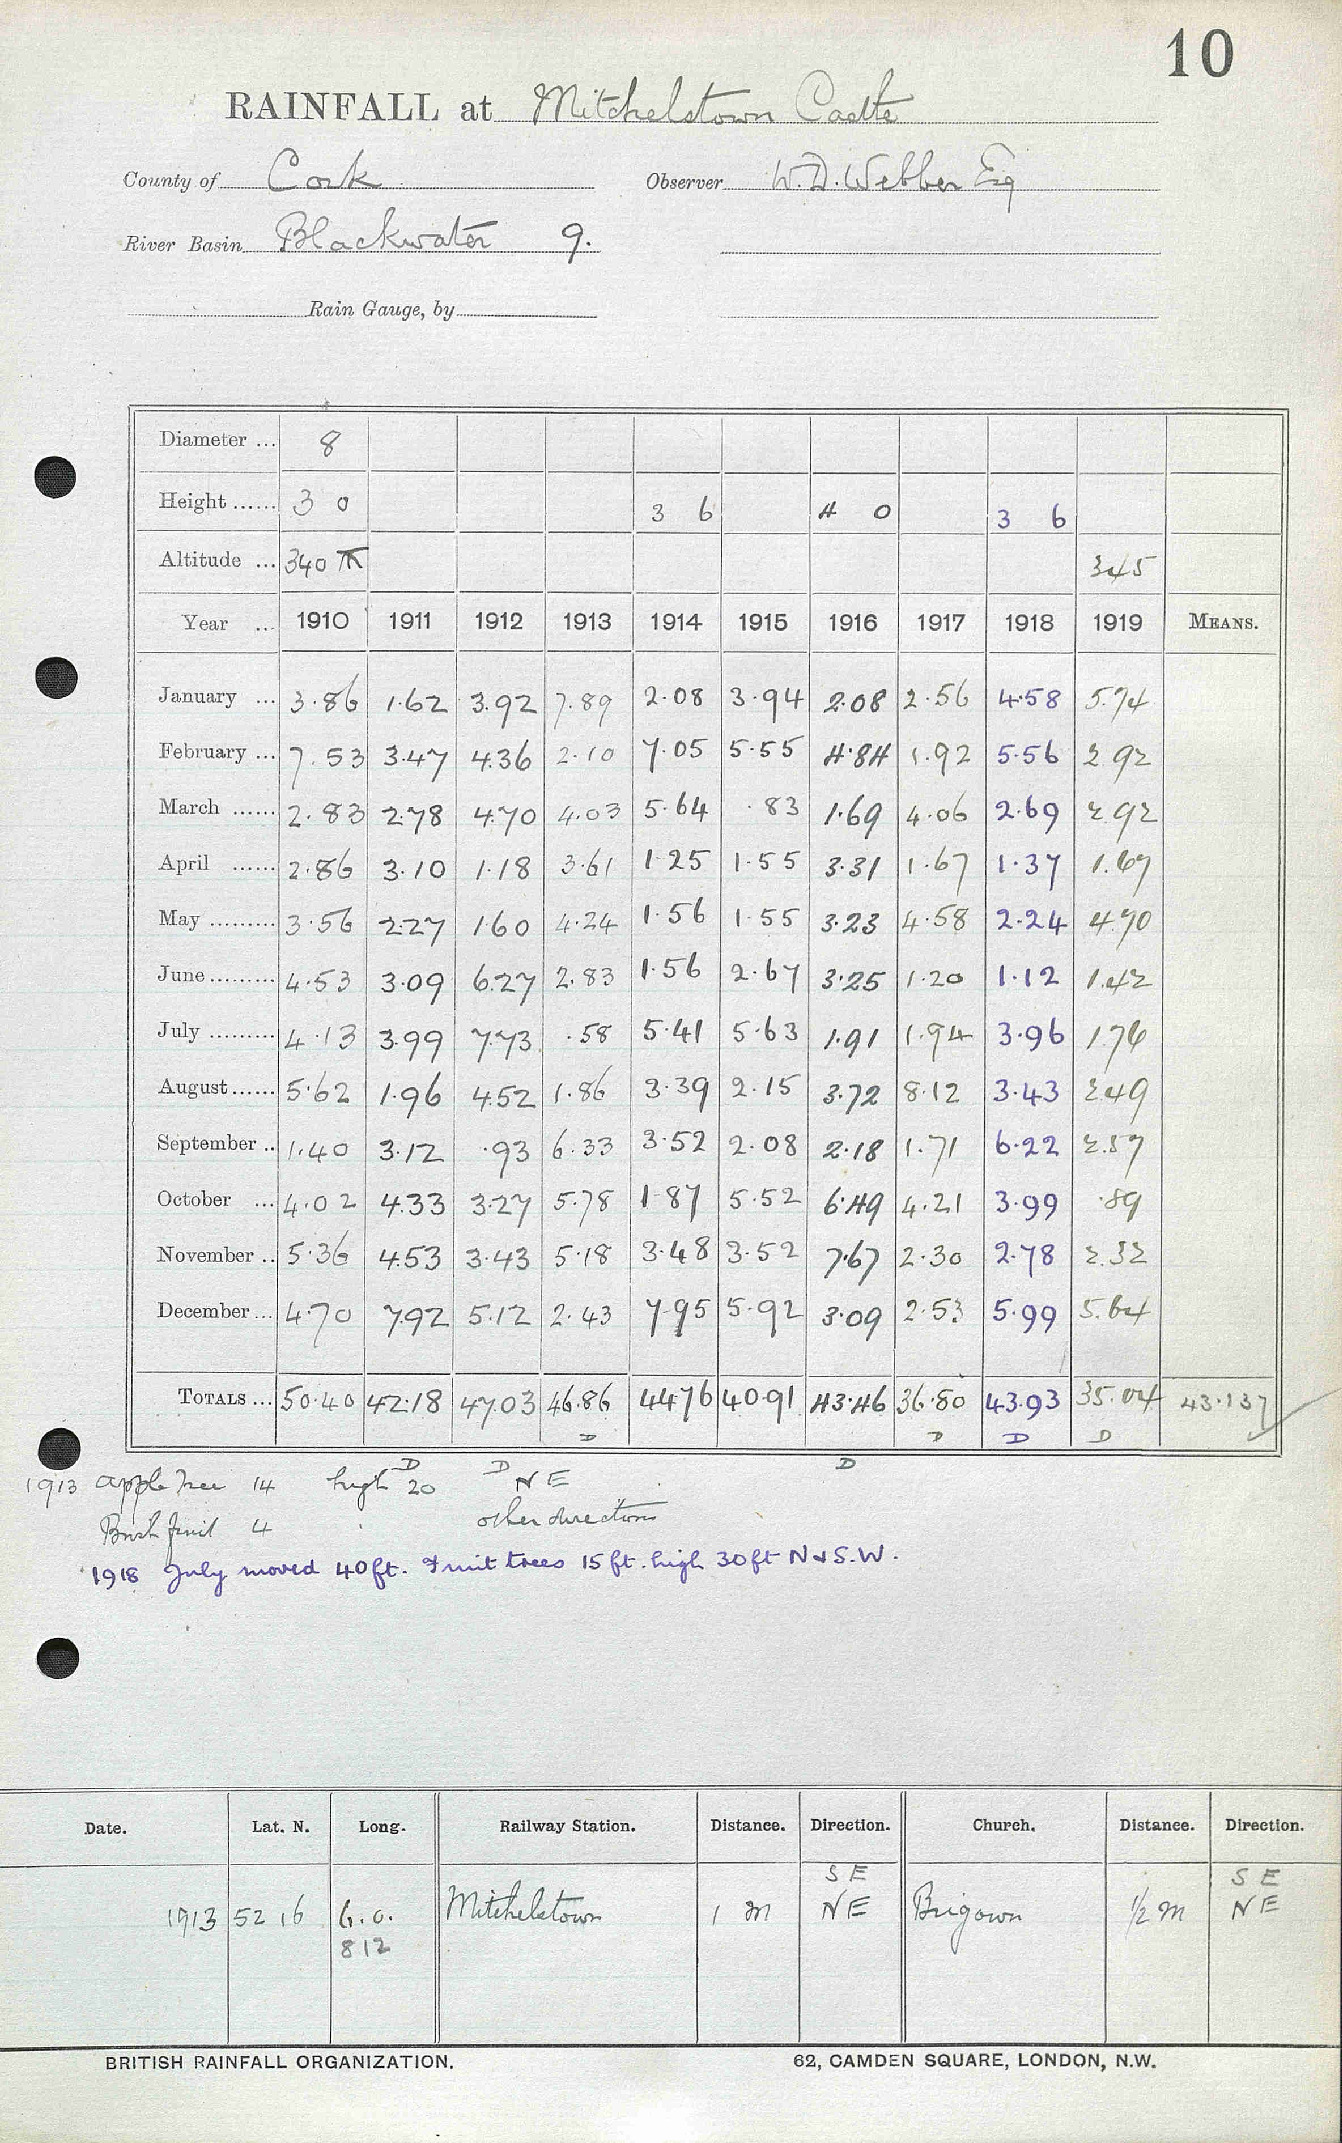 10
RAINFALL at Mitchelstown Castle
County of Cork Observer W. D. Webber Esq
River Basin Blackwater 9.
Rain Gauge, by
Diameter ... 8
Height ...... 3 0 3 6 4 0 3 6
Altitude ... 340 345
Year ... 1910 1911 1912 1913 1914 1915 1916 1917 1918 1919 MEANS.
January ... 3.86 1.62 3.92 7.89 2.08 3.94 2.08 2.56 4.58 5.74
February ... 7.53 3.47 4.36 2.10 7.05 5.55 4.84 1.92 5.56 2.92
March ...... 2.83 2.78 4.70 4.03 5.64 .83 1.69 4.06 2.69 2.92
April ...... 2.86 3.10 1.18 3.61 1.25 1.55 3.31 1.67 1.37 1.67
May ......... 3.56 2.27 1.60 4.24 1.56 1.55 3.23 4.58 2.24 4.70
June ......... 4.53 3.09 6.27 2.83 1.56 2.67 3.25 1.20 1.12 1.42
July ......... 4.13 3.99 7.73 .58 5.41 5.63 1.91 1.94 3.96 1.76
August ...... 5.62 1.96 4.52 1.86 3.39 2.15 3.72 8.12 3.43 2.49
September .. 1.40 3.12 .93 6.33 3.52 2.08 2.18 1.71 6.22 2.57
October ... 4.02 4.33 3.27 5.78 1.87 5.52 6.49 4.21 3.99 .89
November .. 5.36 4.53 3.43 5.18 3.48 3.52 7.67 2.30 2.78 2.32
December ... 4.70 7.92 5.12 2.43 7.95 5.92 3.09 2.53 5.99 5.64
TOTALS ... 50.40 42.18 47.03 46.86 44.76 40.91 43.46 36.80 43.93 35.04 43.137
D D D D
D D D
1913 apple tree 14 high 20 NE
Bush fruit 4 other directions
1918 July moved 40ft. Fruit trees 15ft. high 30ft N & S.W.
Date. Lat. N. Long. Railway Station. Distance. Direction. Church. Distance. Direction.
SE SE
1913 52 16 6.0. Mitchelstown 1 m NE Brigown 1/2 m NE
812
BRITISH RAINFALL ORGANIZATION. 62, CAMDEN SQUARE, LONDON, N.W.